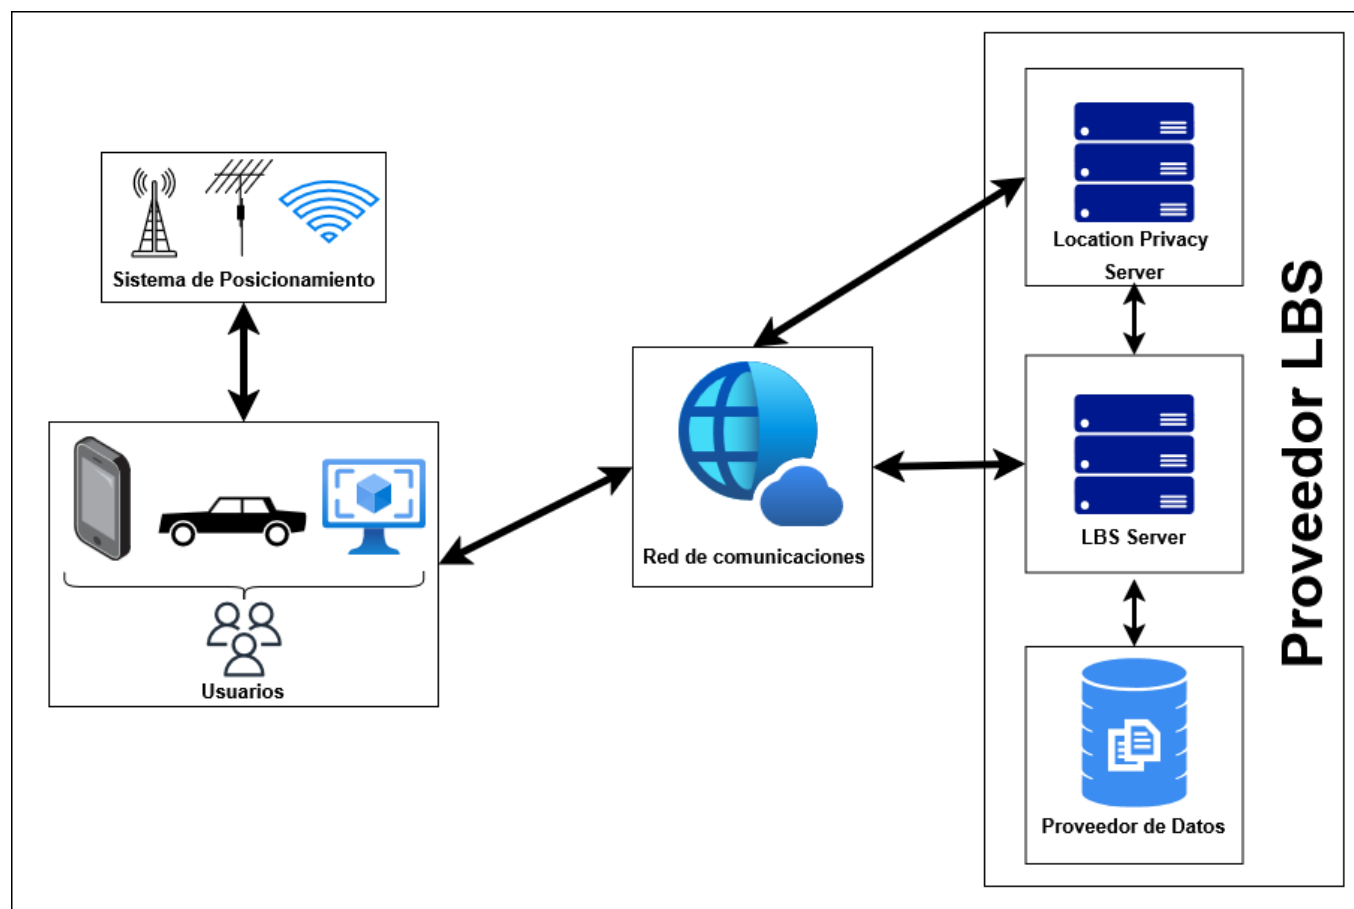 Sistema de Posicionamiento
Usuarios
Red de comunicaciones
Location Privacy
Server
LBS Server
Proveedor de Datos
Proveedor LBS